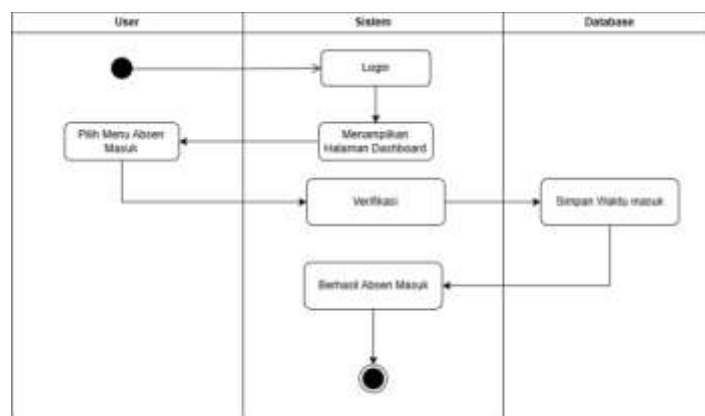 User
Sistem
Database
Login
Pilih Menu Absen
Masuk
Menampilkan
Halaman Dashboard
Verifikasi
Simpan Waktu masuk
Berhasil Absen Masuk